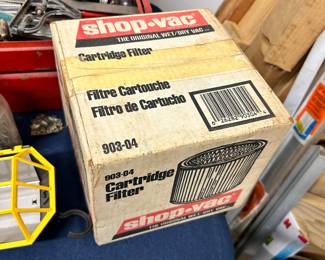 shop·vac
THE ORIGINAL WET/DRY VAC
Cartridge Filter
Filtre Cartouche
Filtro de Cartucho
903-04
903-04
Cartridge
Filter
shop·vac